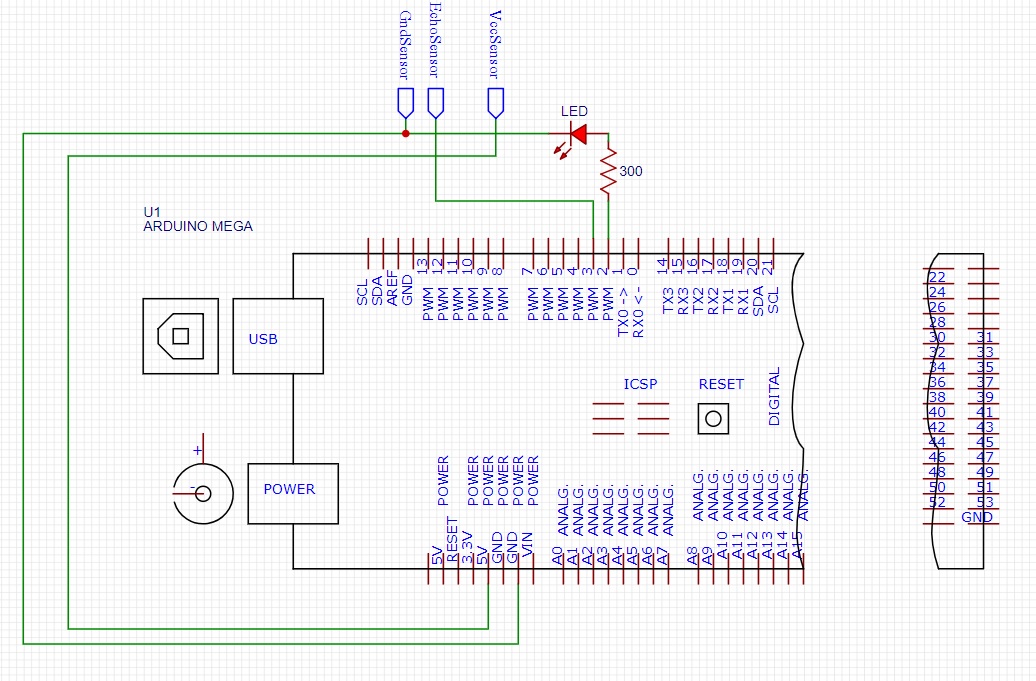 GndSensor
EchoSensor
VccSensor
LED
300
U1
ARDUINO MEGA
13 12 11 10 9 8 7 6 5 4 3 2 1 0 14 15 16 17 18 19 20 21
SCL
SDA
AREF
GND
PWM
PWM
PWM
PWM
PWM
PWM
PWM
PWM
PWM
PWM
PWM
PWM
TX0 ->
RX0 <-
TX3
RX3
TX2
RX2
TX1
RX1
SDA
SCL
USB
ICSP
RESET
DIGITAL
+
-
POWER
POWER
POWER
POWER
POWER
POWER
POWER
5V
RESET
3.3V
5V
GND
GND
VIN
ANALG.
ANALG.
ANALG.
ANALG.
ANALG.
ANALG.
ANALG.
ANALG.
A0
A1
A2
A3
A4
A5
A6
A7
ANALG.
ANALG.
ANALG.
ANALG.
ANALG.
ANALG.
ANALG.
ANALG.
A8
A9
A10
A11
A12
A13
A14
A15
22
24
26
28
30 31
32 33
34 35
36 37
38 39
40 41
42 43
44 45
46 47
48 49
50 51
52 53
GND